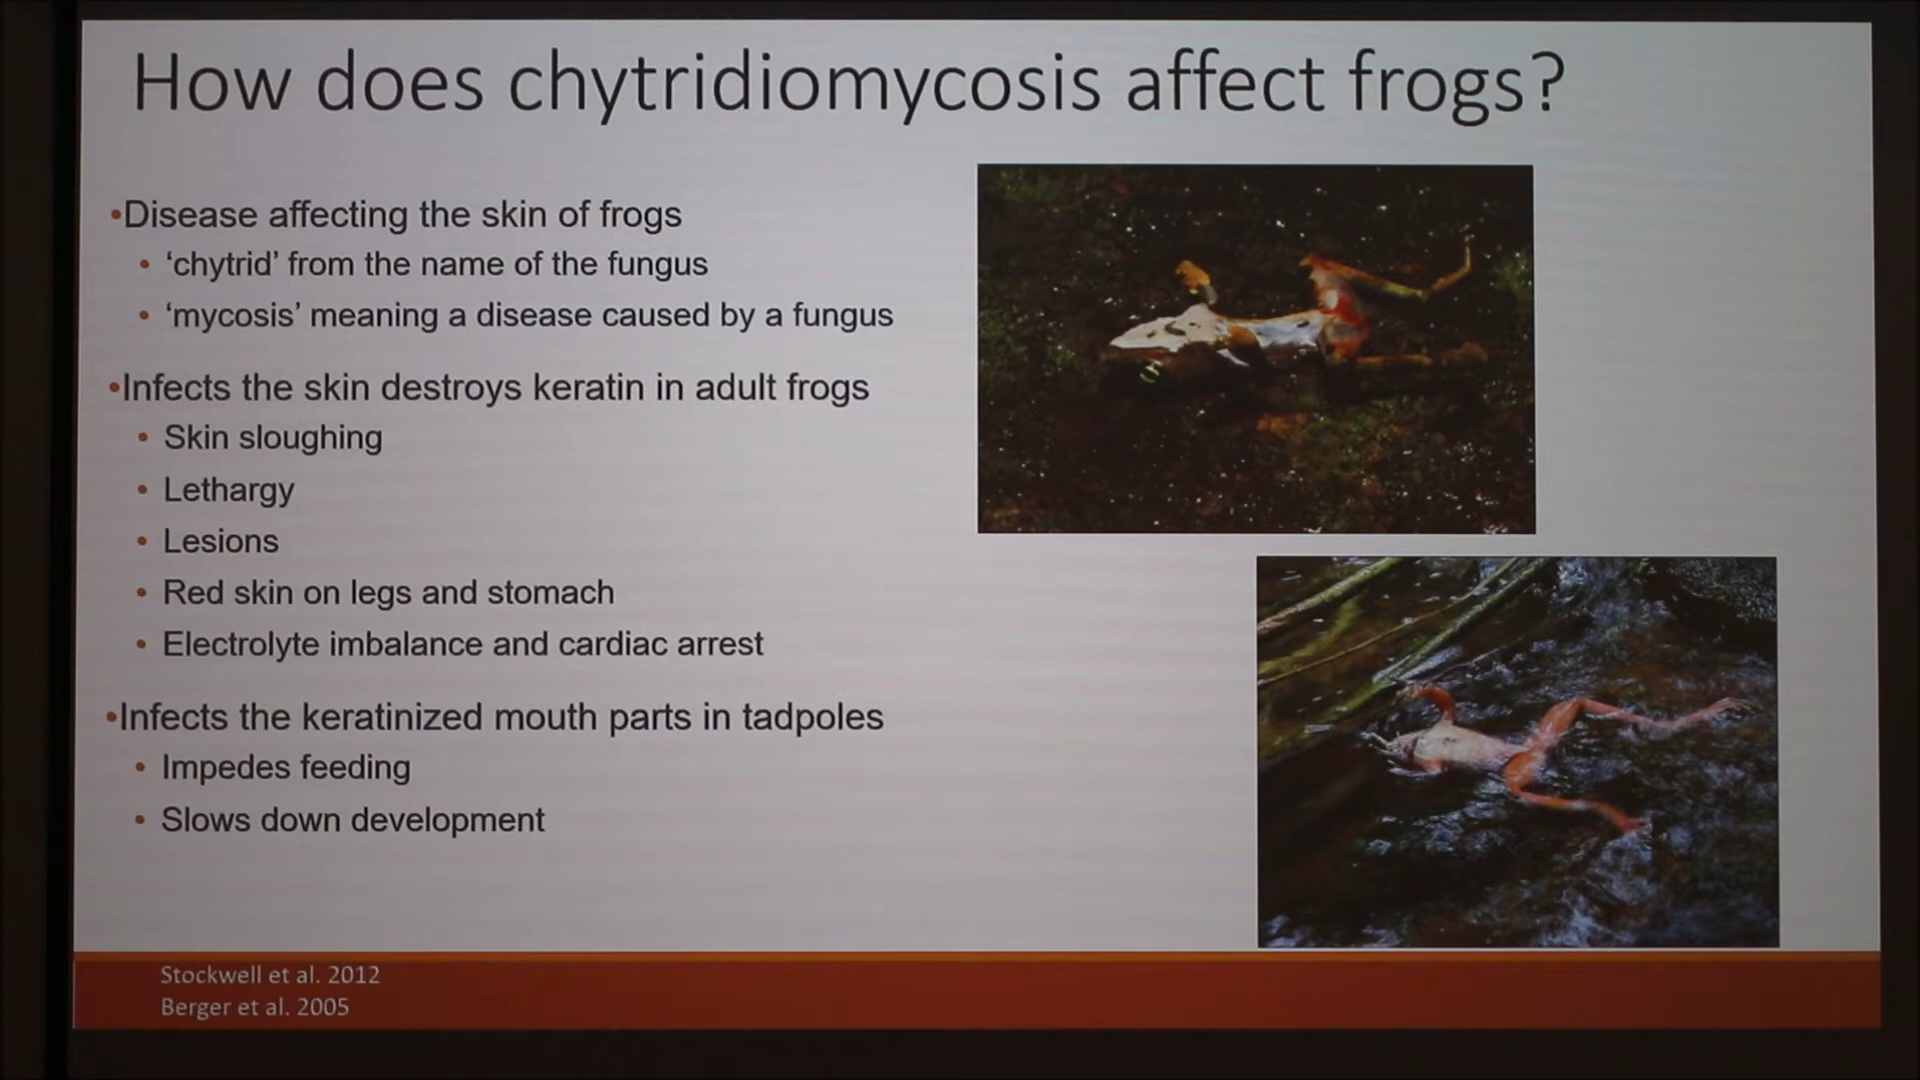 How does chytridiomycosis affect frogs?
•Disease affecting the skin of frogs
• ‘chytrid’ from the name of the fungus
• ‘mycosis’ meaning a disease caused by a fungus
•Infects the skin destroys keratin in adult frogs
• Skin sloughing
• Lethargy
• Lesions
• Red skin on legs and stomach
• Electrolyte imbalance and cardiac arrest
•Infects the keratinized mouth parts in tadpoles
• Impedes feeding
• Slows down development
Stockwell et al. 2012
Berger et al. 2005